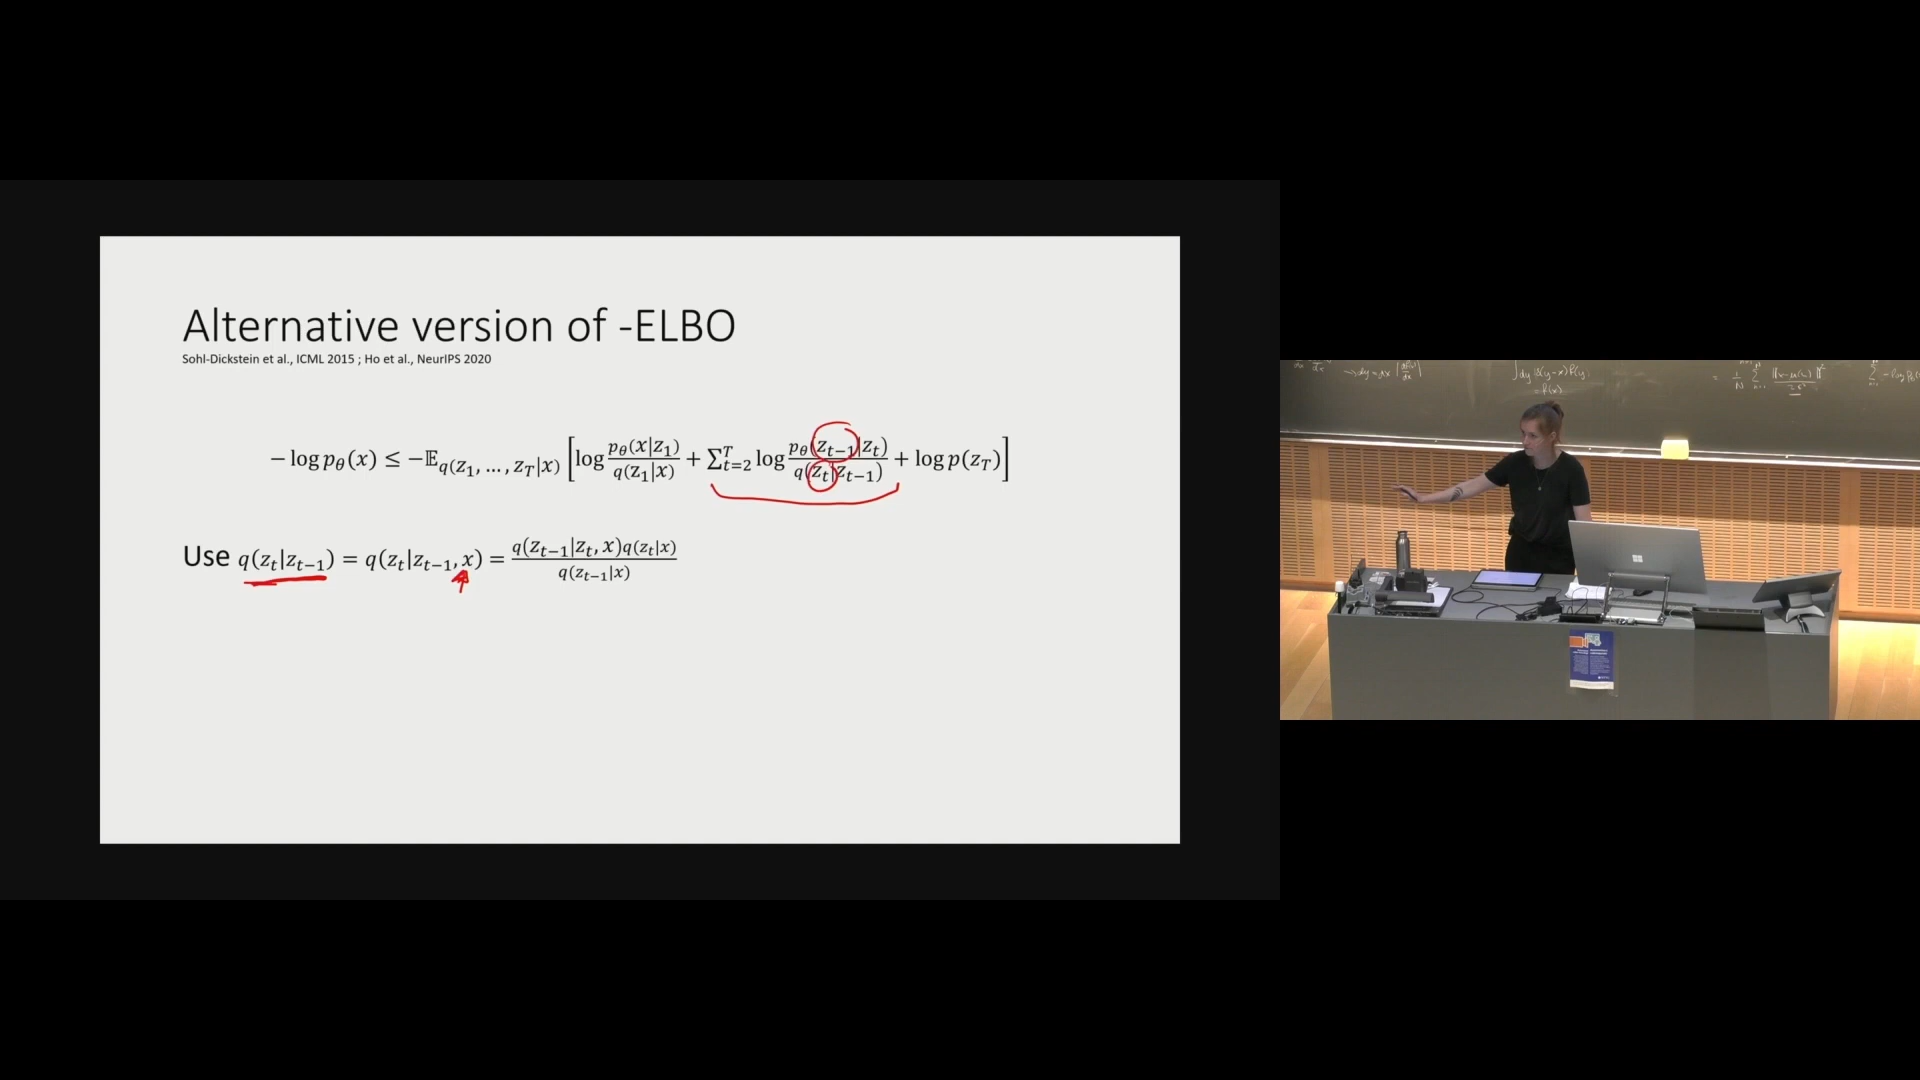 Alternative version of -ELBO
Sohl-Dickstein et al., ICML 2015 ; Ho et al., NeurIPS 2020
− log pθ(x) ≤ −𝔼q(z₁, …, z_T|x) [log pθ(x|z₁)/q(z₁|x) + ∑ᵀₜ₌₂ log pθ(zₜ₋₁|zₜ)/q(zₜ|zₜ₋₁) + log p(z_T)]
Use q(zₜ|zₜ₋₁) = q(zₜ|zₜ₋₁, x) = q(zₜ₋₁|zₜ, x)q(zₜ|x)/q(zₜ₋₁|x)